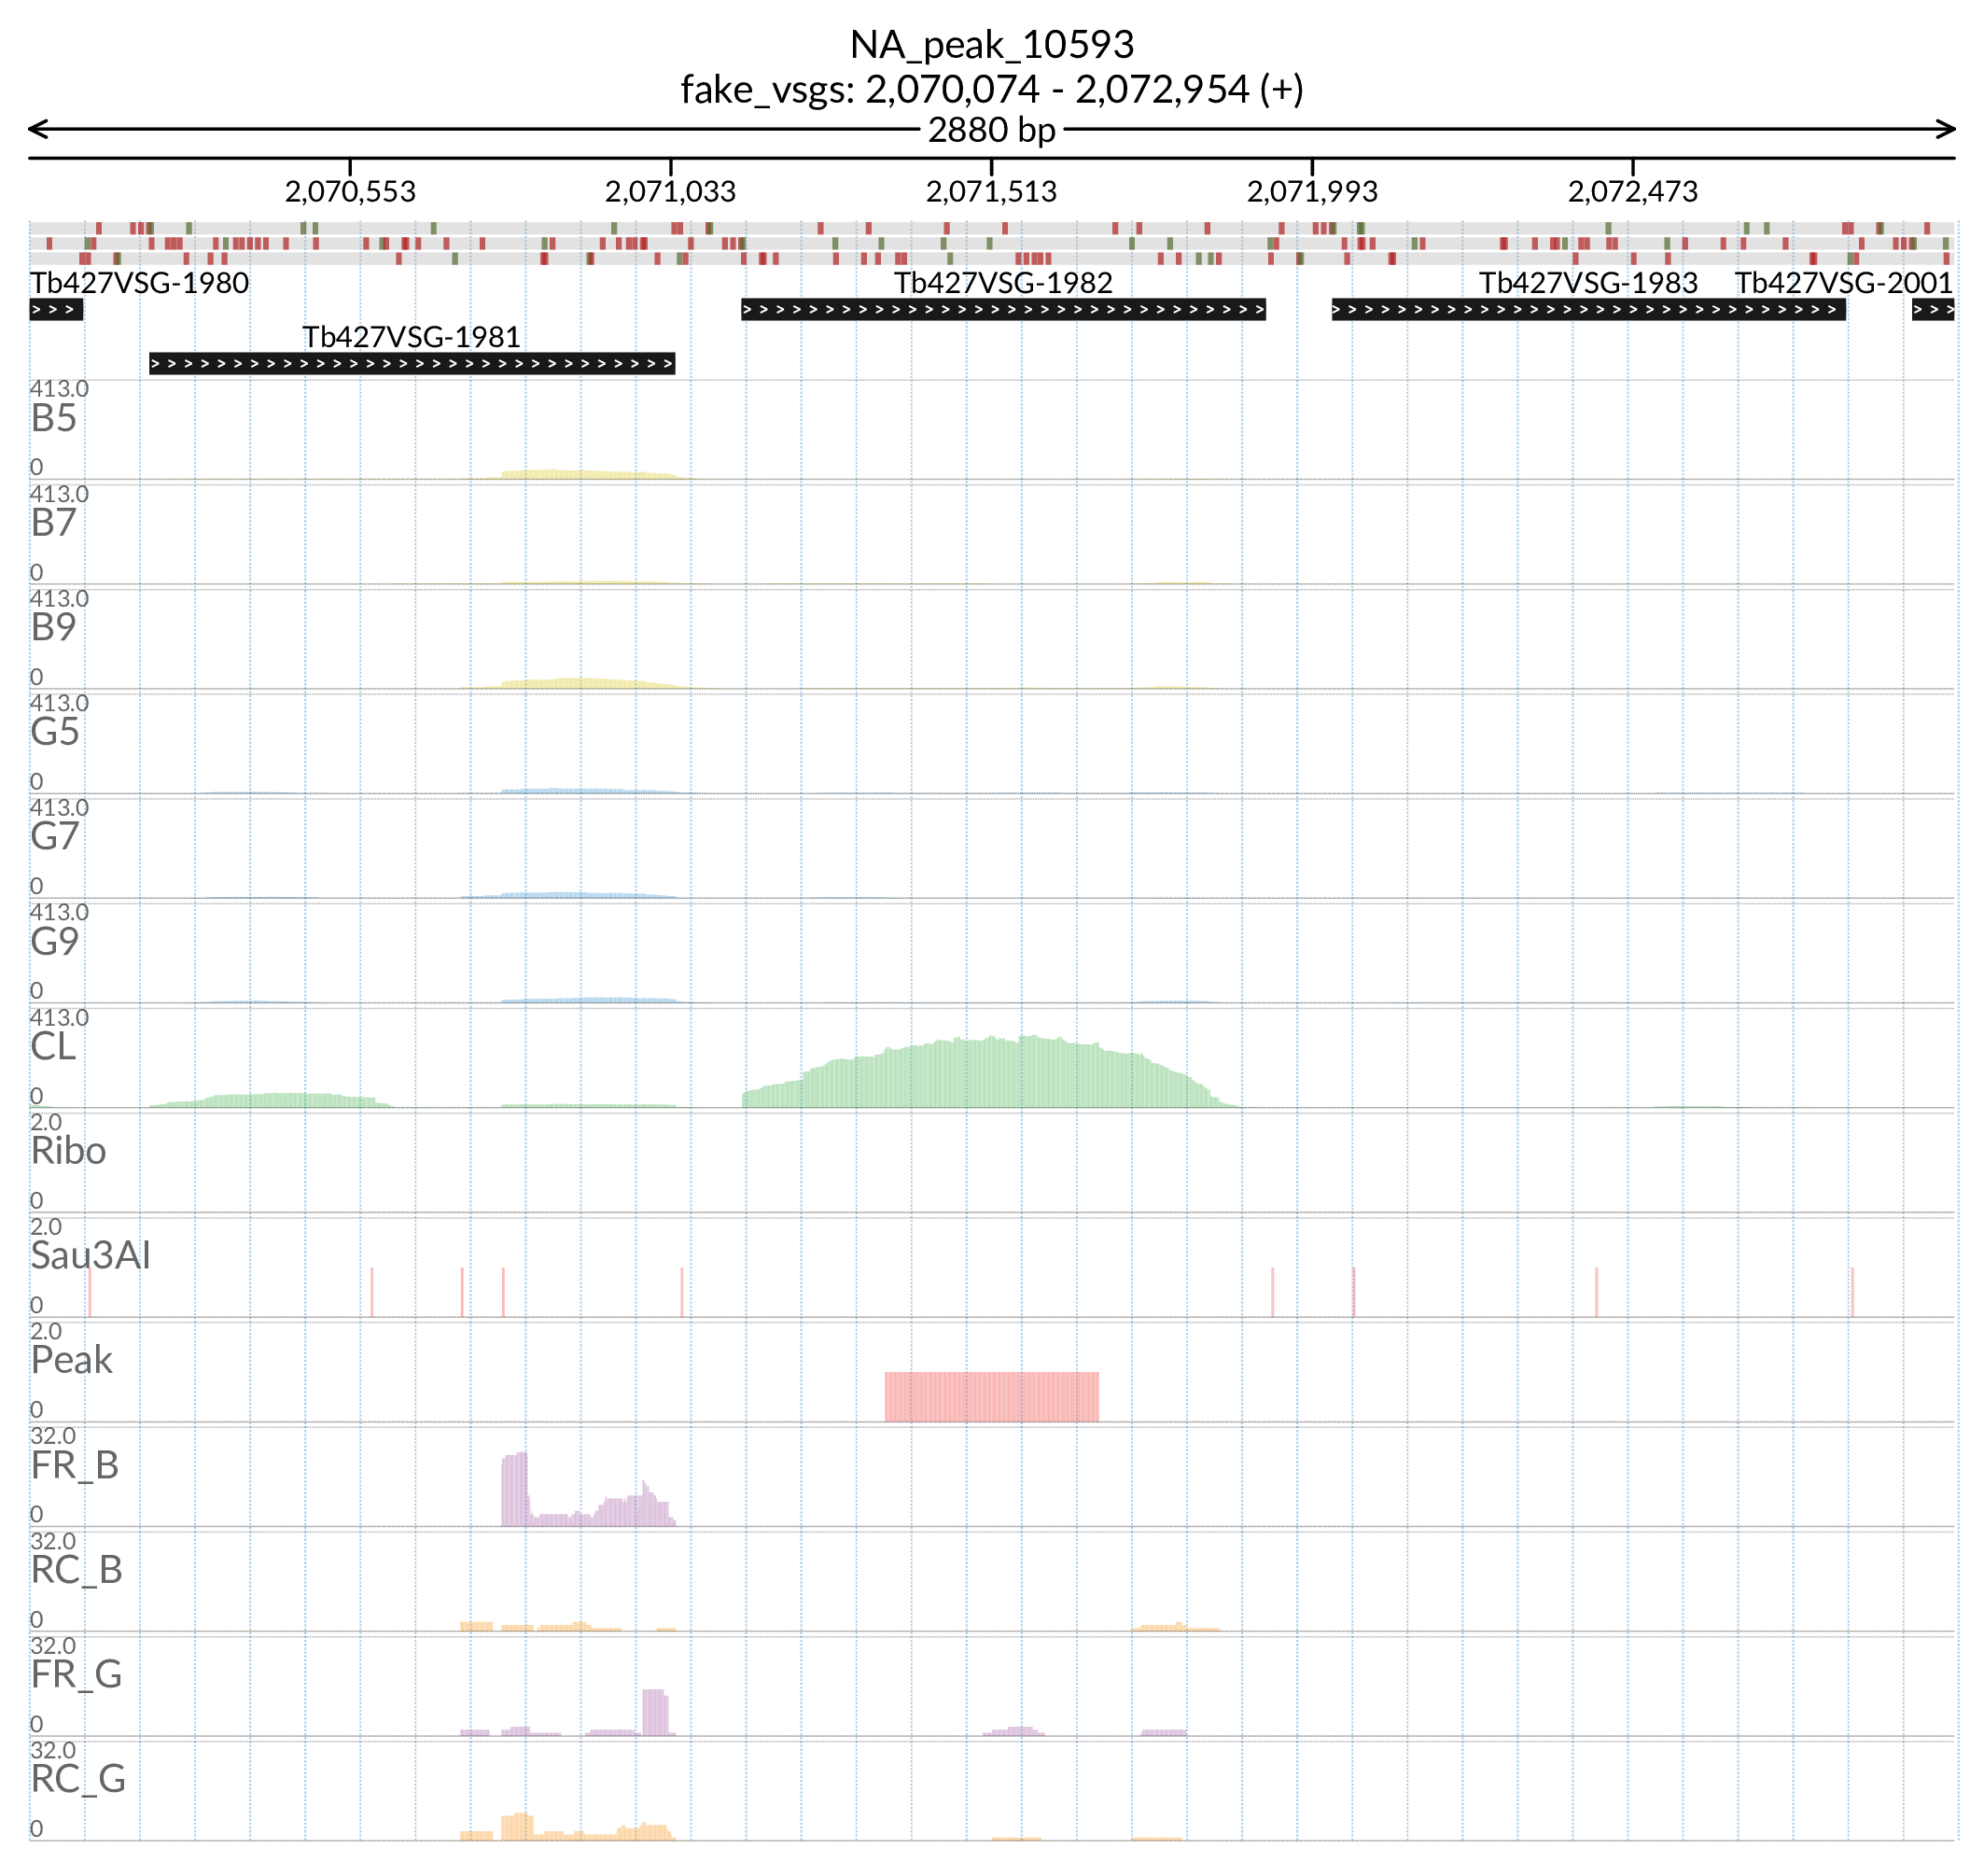 NA_peak_10593
fake_vsgs: 2,070,074 - 2,072,954 (+)
2880 bp
2,070,553 2,071,033 2,071,513 2,071,993 2,072,473
Tb427VSG-1980 Tb427VSG-1982 Tb427VSG-1983 Tb427VSG-2001
Tb427VSG-1981
413.0
B5
0
413.0
B7
0
413.0
B9
0
413.0
G5
0
413.0
G7
0
413.0
G9
0
413.0
CL
0
2.0
Ribo
0
2.0
Sau3AI
0
2.0
Peak
0
32.0
FR_B
0
32.0
RC_B
0
32.0
FR_G
0
32.0
RC_G
0